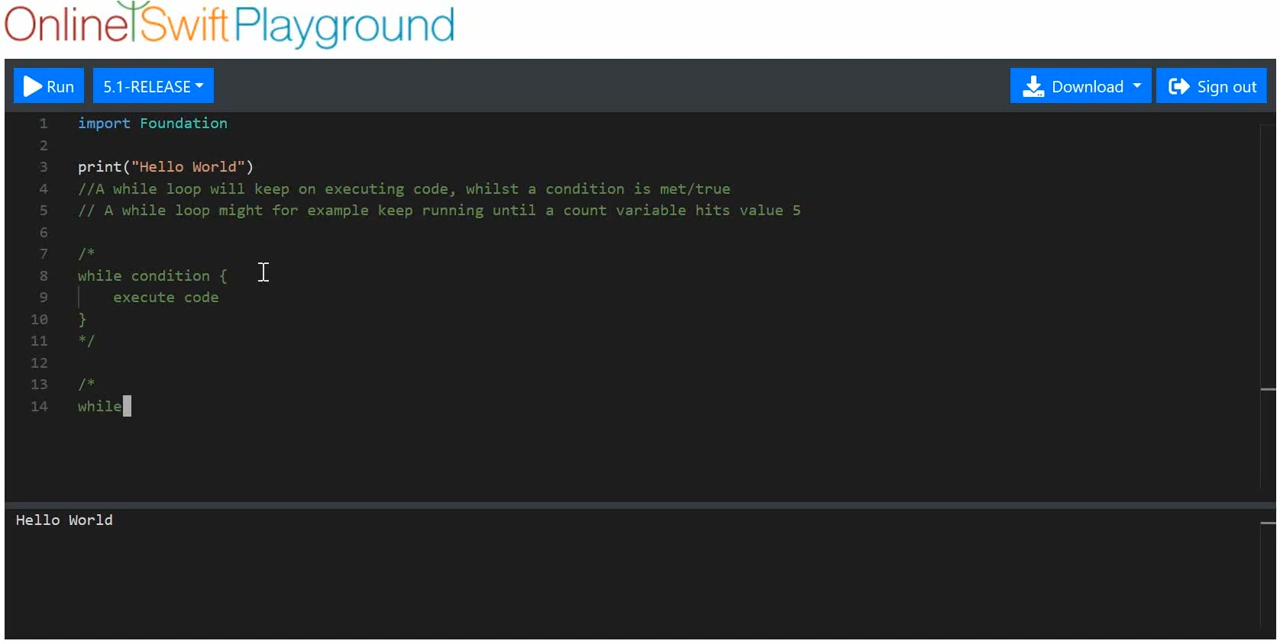 Online Swift Playground
Run 5.1-RELEASE Download Sign out
1 import Foundation
2
3 print("Hello World")
4 //A while loop will keep on executing code, whilst a condition is met/true
5 // A while loop might for example keep running until a count variable hits value 5
6
7 /*
8 while condition {
9 execute code
10 }
11 */
12
13 /*
14 while
Hello World